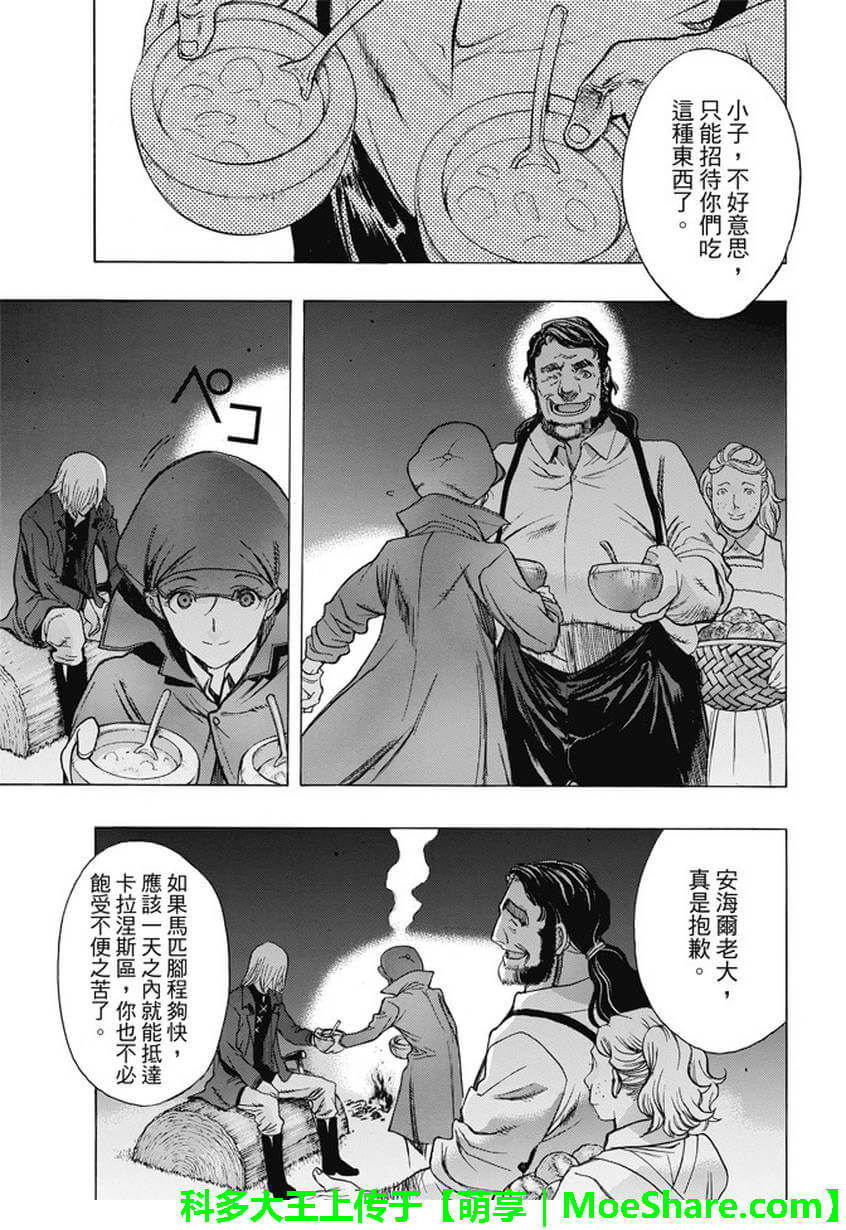 小子，不好意思，
只能招待你們吃
這種東西了。
ペコ
安海爾老大，
真是抱歉。
如果馬匹腳程夠快，
應該一天之內就能抵達
卡拉涅斯區，你也不必
飽受不便之苦了。
科多大王上传于【萌享】MoeShare.com】